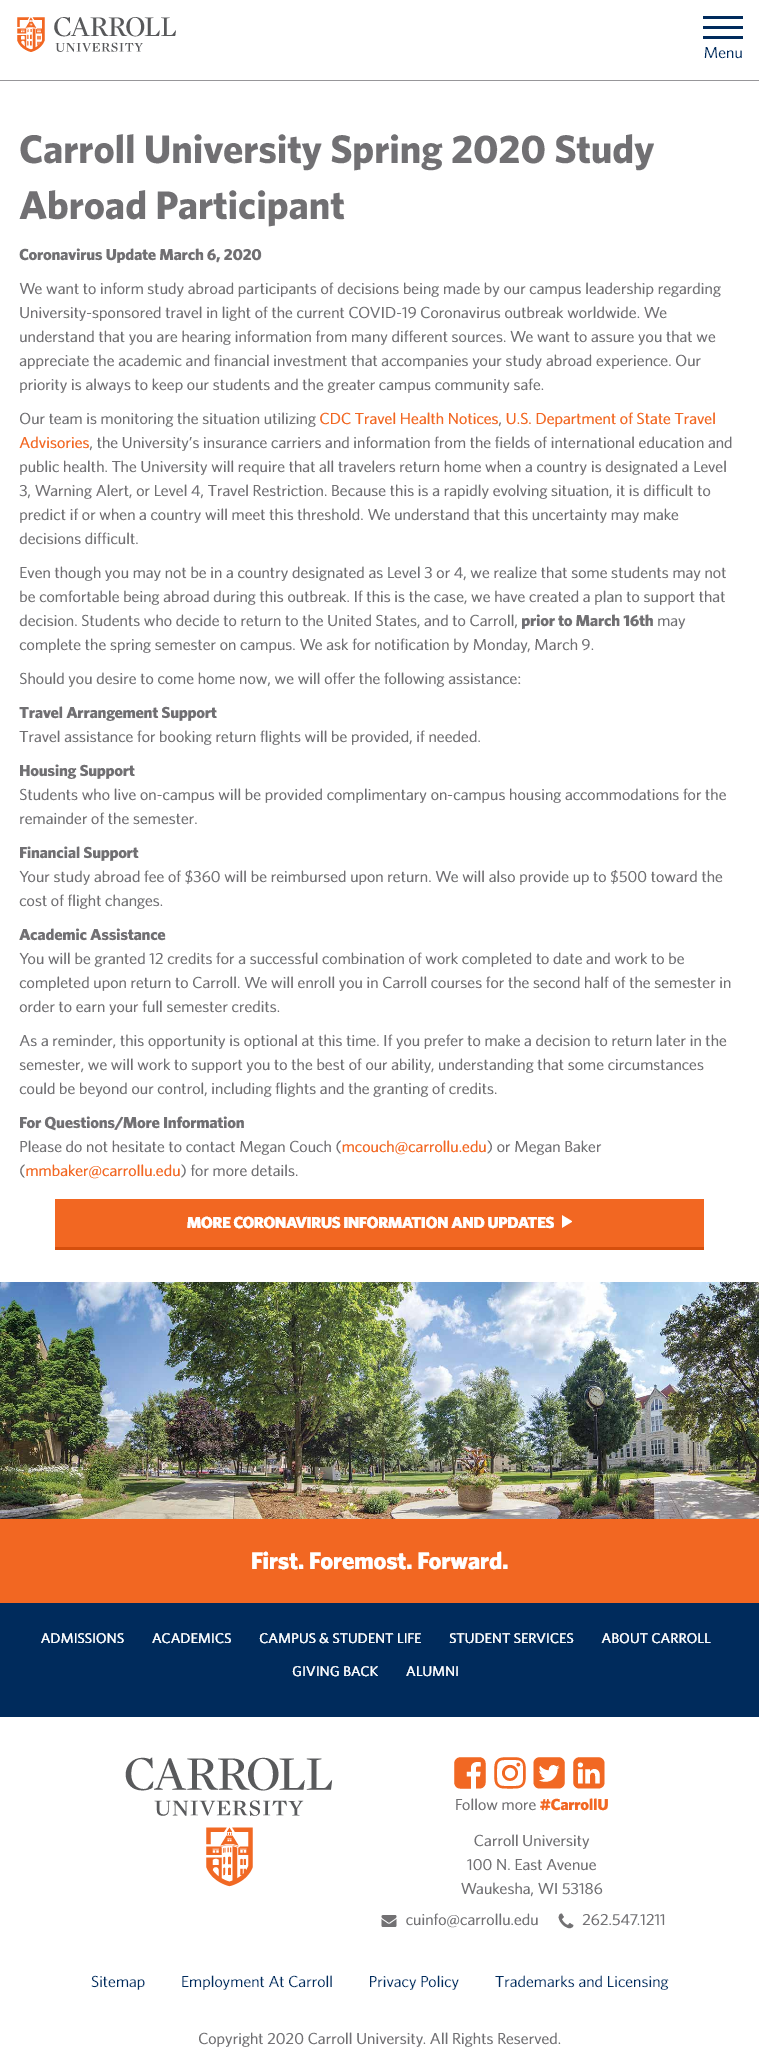 CARROLL
UNIVERSITY
Menu
Carroll University Spring 2020 Study
Abroad Participant
Coronavirus Update March 6, 2020
We want to inform study abroad participants of decisions being made by our campus leadership regarding
University-sponsored travel in light of the current COVID-19 Coronavirus outbreak worldwide. We
understand that you are hearing information from many different sources. We want to assure you that we
appreciate the academic and financial investment that accompanies your study abroad experience. Our
priority is always to keep our students and the greater campus community safe.
Our team is monitoring the situation utilizing CDC Travel Health Notices, U.S. Department of State Travel
Advisories, the University's insurance carriers and information from the fields of international education and
public health. The University will require that all travelers return home when a country is designated a Level
3, Warning Alert, or Level 4, Travel Restriction. Because this is a rapidly evolving situation, it is difficult to
predict if or when a country will meet this threshold. We understand that this uncertainty may make
decisions difficult.
Even though you may not be in a country designated as Level 3 or 4, we realize that some students may not
be comfortable being abroad during this outbreak. If this is the case, we have created a plan to support that
decision. Students who decide to return to the United States, and to Carroll, prior to March 16th may
complete the spring semester on campus. We ask for notification by Monday, March 9.
Should you desire to come home now, we will offer the following assistance:
Travel Arrangement Support
Travel assistance for booking return flights will be provided, if needed.
Housing Support
Students who live on-campus will be provided complimentary on-campus housing accommodations for the
remainder of the semester.
Financial Support
Your study abroad fee of $360 will be reimbursed upon return. We will also provide up to $500 toward the
cost of flight changes.
Academic Assistance
You will be granted 12 credits for a successful combination of work completed to date and work to be
completed upon return to Carroll. We will enroll you in Carroll courses for the second half of the semester in
order to earn your full semester credits.
As a reminder, this opportunity is optional at this time. If you prefer to make a decision to return later in the
semester, we will work to support you to the best of our ability, understanding that some circumstances
could be beyond our control, including flights and the granting of credits.
For Questions/More Information
Please do not hesitate to contact Megan Couch (mcouch@carrollu.edu) or Megan Baker
(mmbaker@carrollu.edu) for more details.
MORE CORONAVIRUS INFORMATION AND UPDATES
First. Foremost. Forward.
ADMISSIONS ACADEMICS CAMPUS & STUDENT LIFE STUDENT SERVICES ABOUT CARROLL
GIVING BACK ALUMNI
CARROLL
UNIVERSITY
Follow more #CarrollU
Carroll University
100 N. East Avenue
Waukesha, WI 53186
cuinfo@carrollu.edu 262.547.1211
Sitemap Employment At Carroll Privacy Policy Trademarks and Licensing
Copyright 2020 Carroll University. All Rights Reserved.